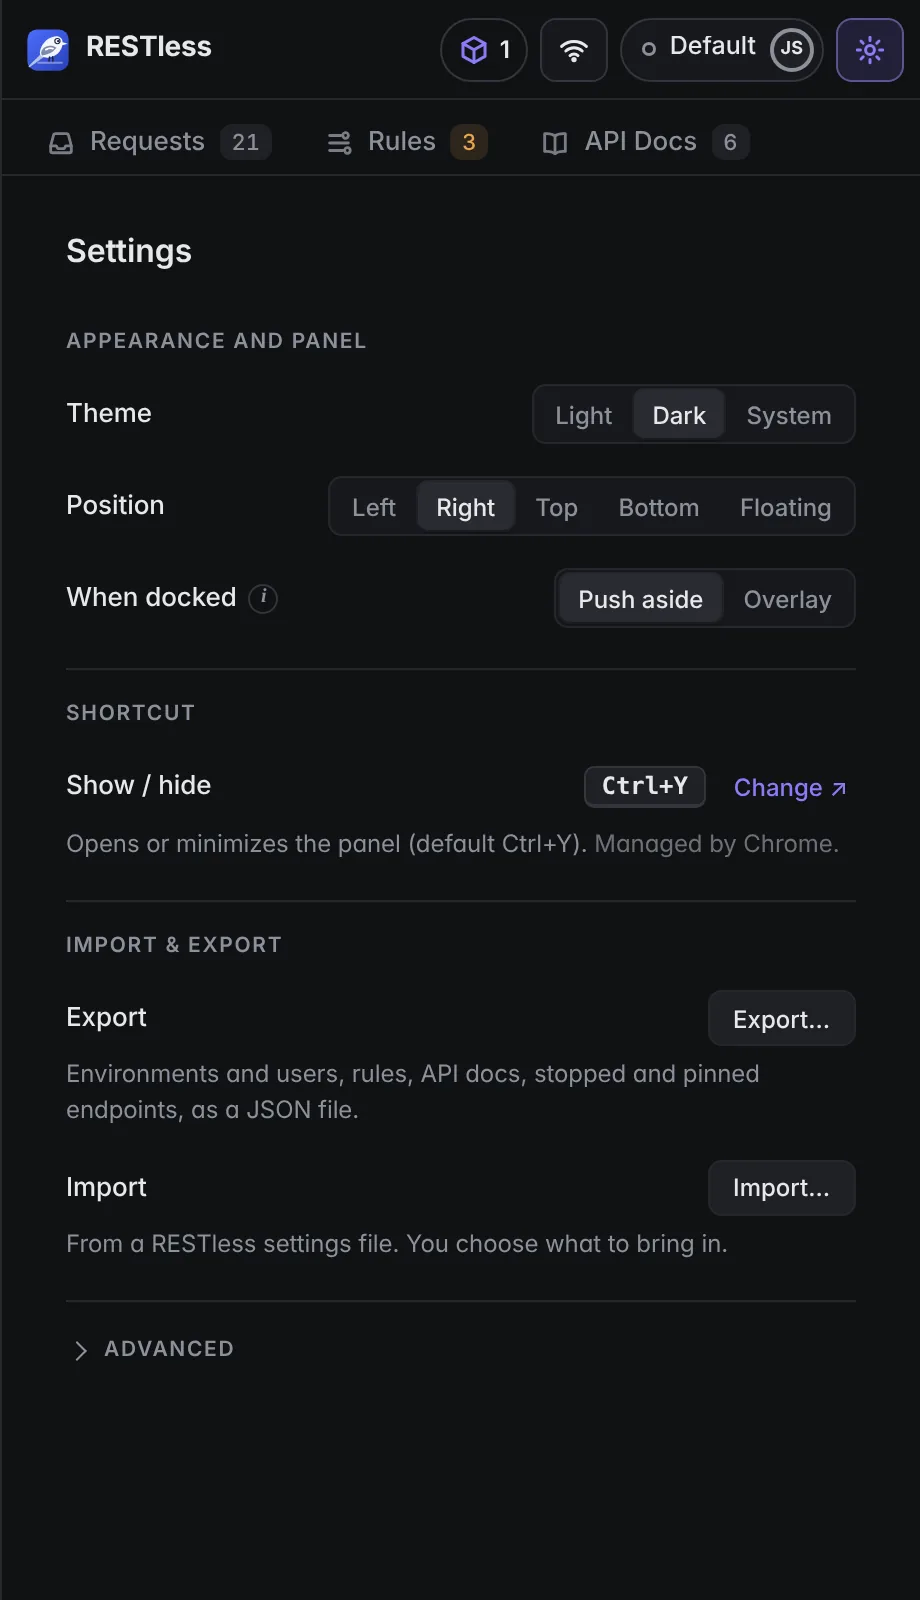 RESTless
1
Default
JS
Requests 21
Rules 3
API Docs 6
Settings
APPEARANCE AND PANEL
Theme
Light Dark System
Position
Left Right Top Bottom Floating
When docked i
Push aside Overlay
SHORTCUT
Show / hide
Ctrl+Y Change ↗
Opens or minimizes the panel (default Ctrl+Y). Managed by Chrome.
IMPORT & EXPORT
Export
Export...
Environments and users, rules, API docs, stopped and pinned
endpoints, as a JSON file.
Import
Import...
From a RESTless settings file. You choose what to bring in.
ADVANCED